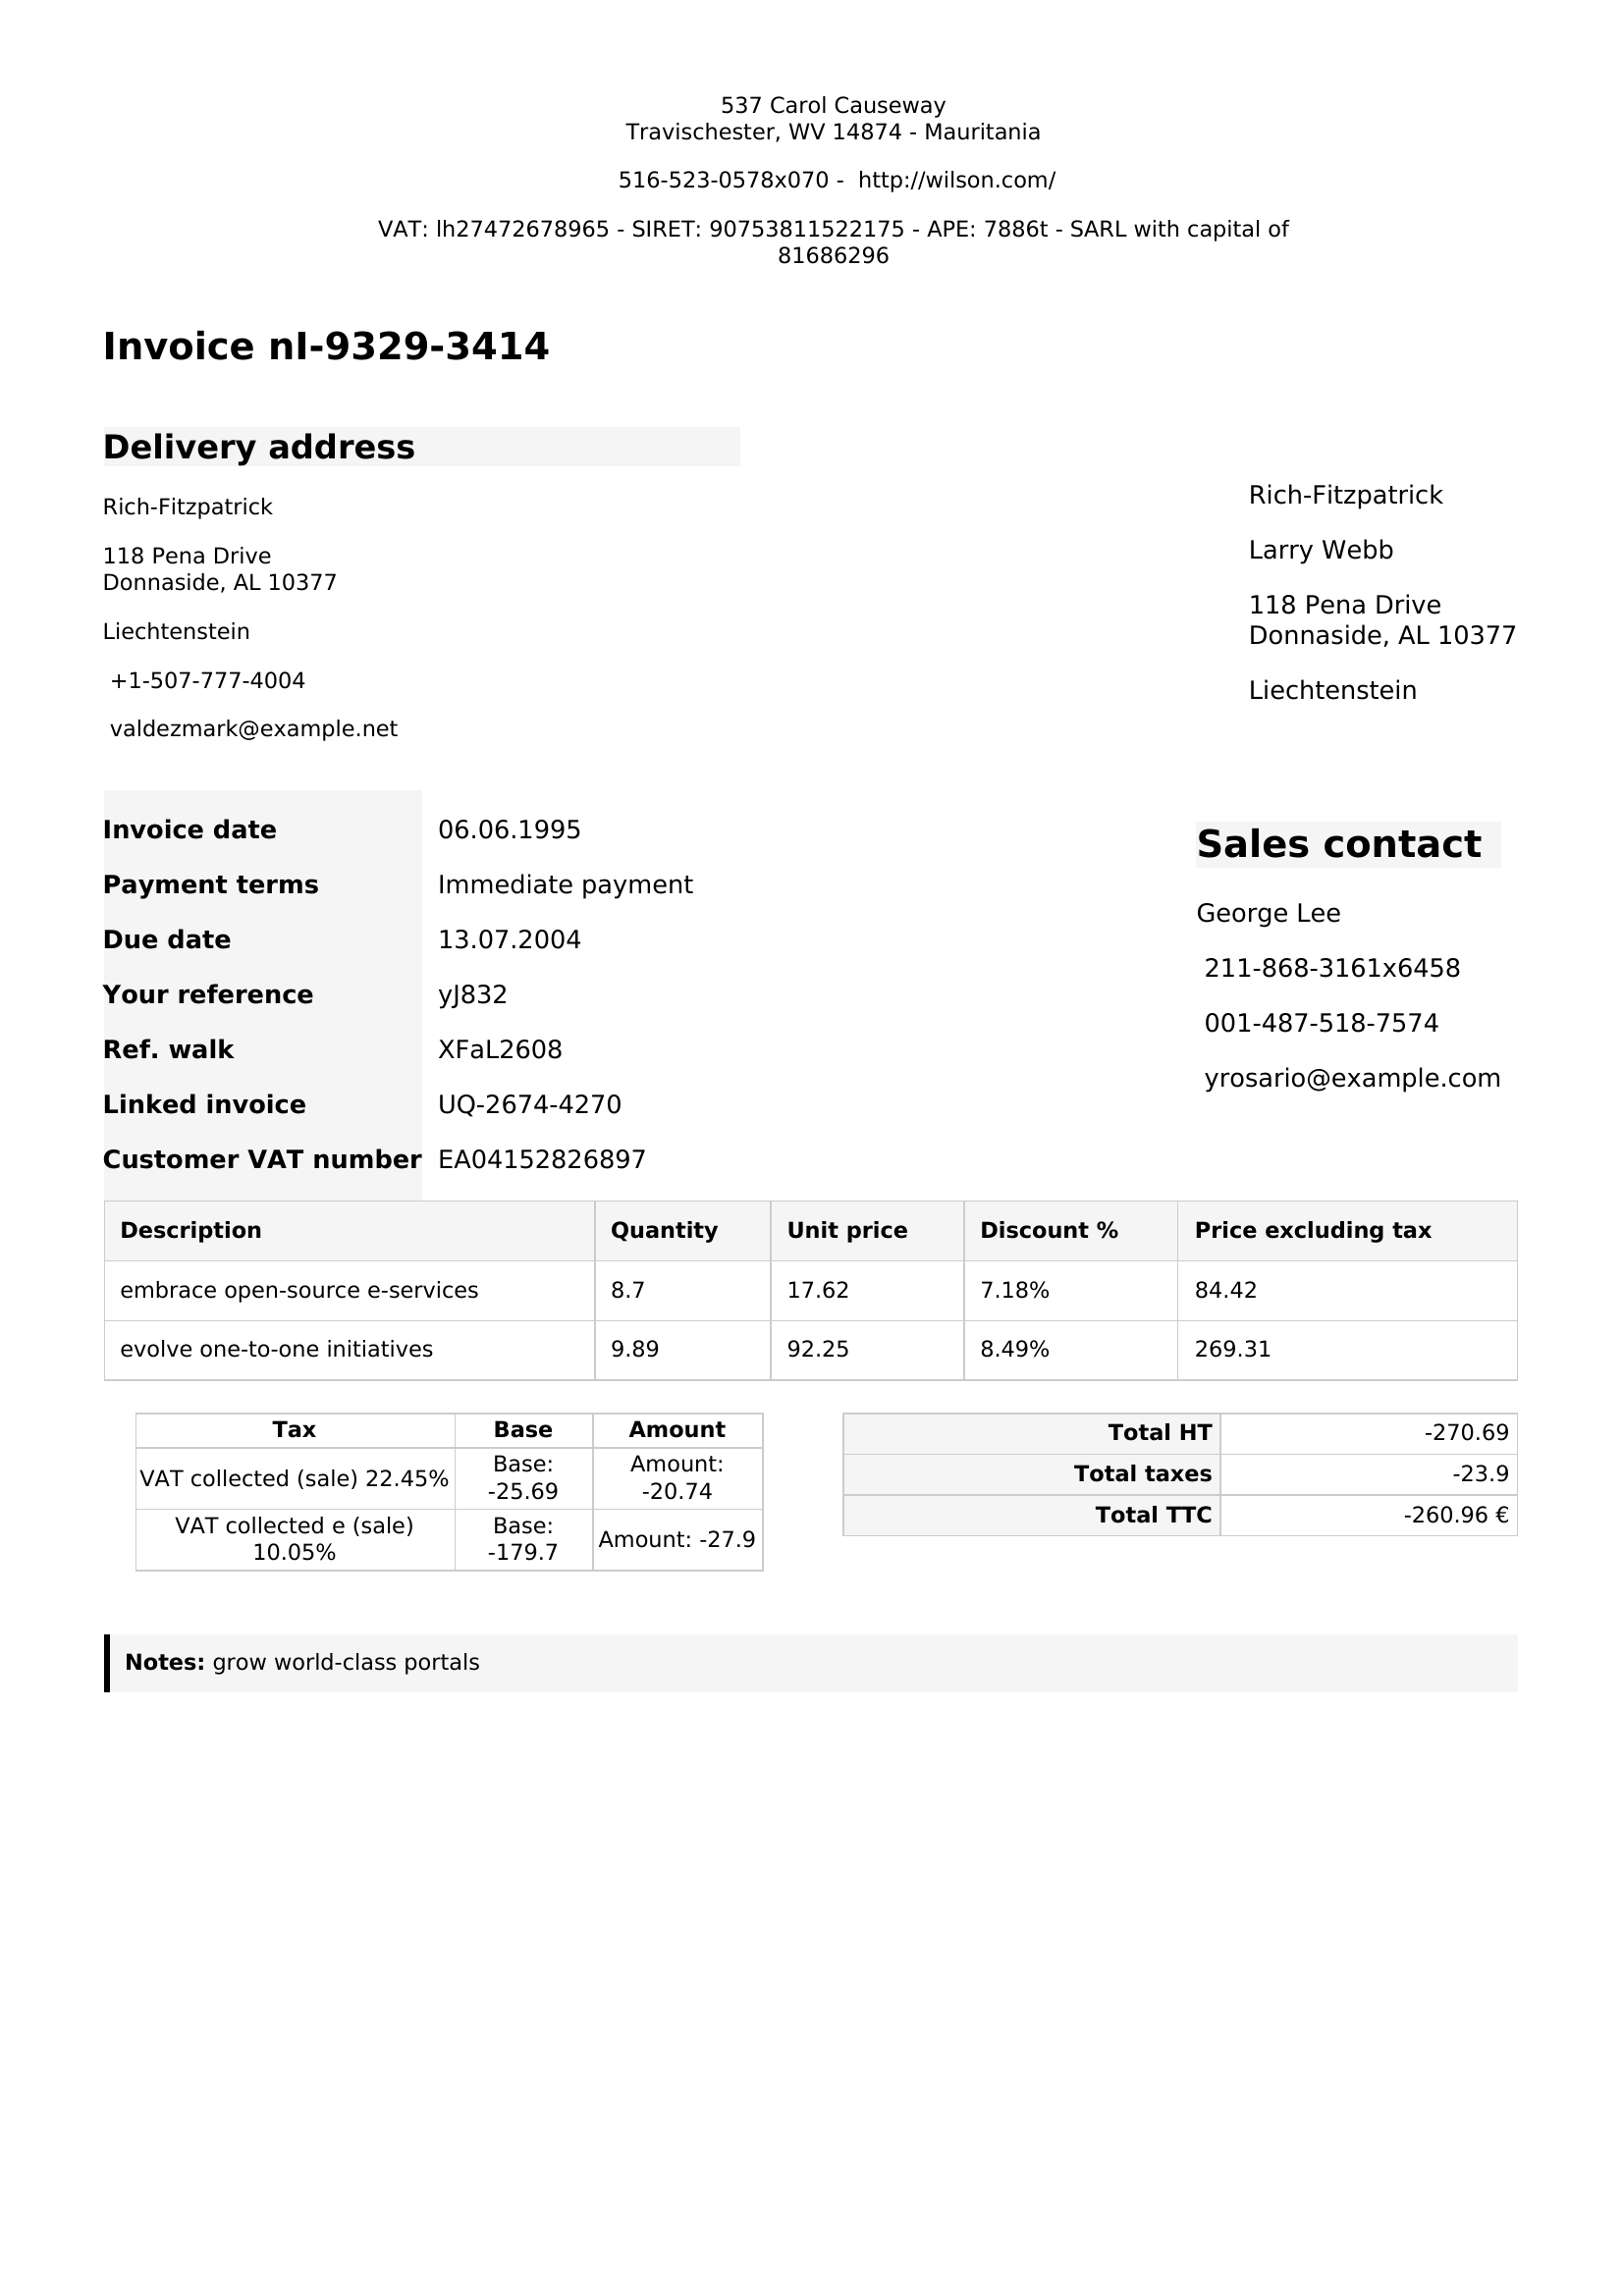 537 Carol Causeway
Travischester, WV 14874 - Mauritania
516-523-0578x070 - http://wilson.com/
VAT: lh27472678965 - SIRET: 90753811522175 - APE: 7886t - SARL with capital of
81686296
Invoice nI-9329-3414
Delivery address
Rich-Fitzpatrick
118 Pena Drive
Donnaside, AL 10377
Liechtenstein
+1-507-777-4004
valdezmark@example.net
Rich-Fitzpatrick
Larry Webb
118 Pena Drive
Donnaside, AL 10377
Liechtenstein
Invoice date 06.06.1995
Payment terms Immediate payment
Due date 13.07.2004
Your reference yJ832
Ref. walk XFaL2608
Linked invoice UQ-2674-4270
Customer VAT number EA04152826897
Sales contact
George Lee
211-868-3161x6458
001-487-518-7574
yrosario@example.com
Description Quantity Unit price Discount % Price excluding tax
embrace open-source e-services 8.7 17.62 7.18% 84.42
evolve one-to-one initiatives 9.89 92.25 8.49% 269.31
Tax Base Amount
VAT collected (sale) 22.45% Base: -25.69 Amount: -20.74
VAT collected e (sale) 10.05% Base: -179.7 Amount: -27.9
Total HT -270.69
Total taxes -23.9
Total TTC -260.96 €
Notes: grow world-class portals